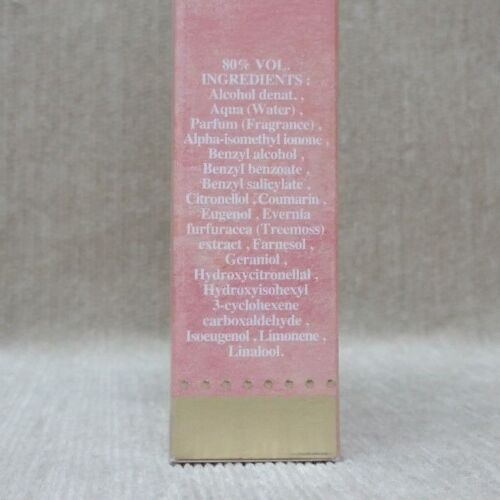 80% VOL.
INGREDIENTS :
Alcohol denat. ,
Aqua (Water) ,
Parfum (Fragrance) ,
Alpha-isomethyl ionone ,
Benzyl alcohol ,
Benzyl benzoate ,
Benzyl salicylate ,
Citronellol , Coumarin ,
Eugenol , Evernia
furfuracea (Treemoss)
extract , Farnesol ,
Geraniol ,
Hydroxycitronellal ,
Hydroxyisohexyl
3-cyclohexene
carboxaldehyde ,
Isoeugenol , Limonene ,
Linalool.